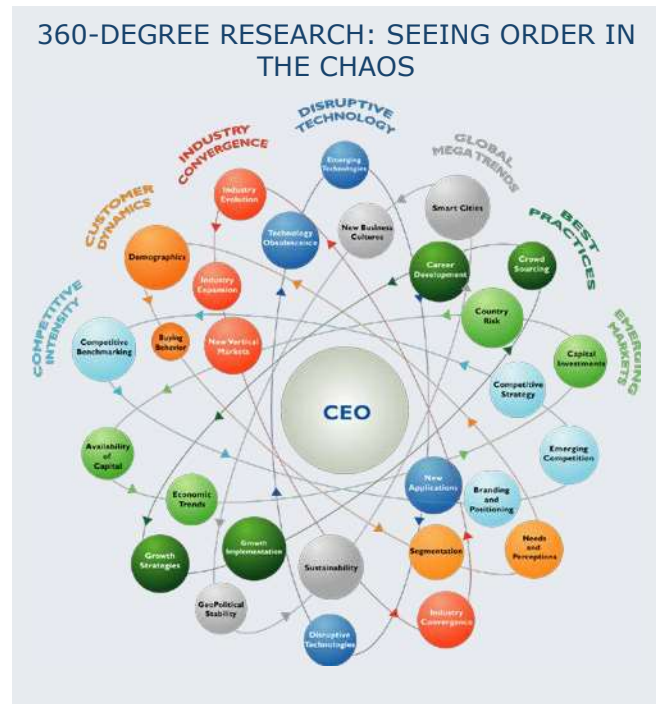 360-DEGREE RESEARCH: SEEING ORDER IN
THE CHAOS
DISRUPTIVE
TECHNOLOGY
INDUSTRY
CONVERGENCE
GLOBAL
MEGA TRENDS
CUSTOMER
DYNAMICS
BEST
PRACTICES
COMPETITIVE
INTENSITY
EMERGING
MARKETS
Emerging
Technologies
Industry
Evolution
Smart Cities
Technology
Obsolescence
New Business
Cultures
Demographics
Career
Development
Crowd
Sourcing
Industry
Expansion
Country
Risk
Buying
Behavior
New Vertical
Markets
Competitive
Benchmarking
Capital
Investments
Competitive
Strategy
CEO
Availability
of
Capital
Emerging
Competition
New
Applications
Economic
Trends
Branding
and
Positioning
Growth
Implementation
Segmentation
Needs
and
Perceptions
Growth
Strategies
Sustainability
GeoPolitical
Stability
Industry
Convergence
Disruptive
Technologies